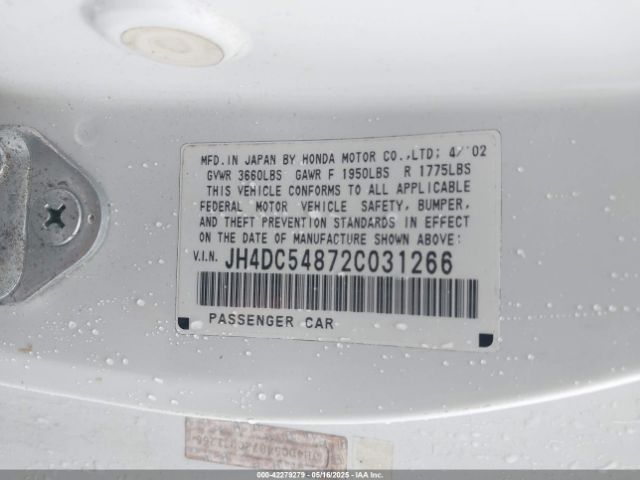 MFD.IN JAPAN BY HONDA MOTOR CO.,LTD; 4/'02
GVWR 3660LBS GAWR F 1950LBS R 1775LBS
THIS VEHICLE CONFORMS TO ALL APPLICABLE
FEDERAL MOTOR VEHICLE SAFETY, BUMPER,
AND THEFT PREVENTION STANDARDS IN EFFECT
ON THE DATE OF MANUFACTURE SHOWN ABOVE:
V.I.N. JH4DC54872C031266
PASSENGER CAR
000-42279279 - 05/16/2025 - IAA Inc.